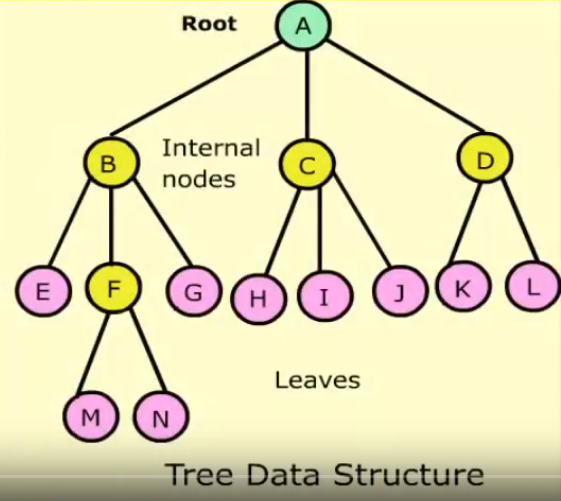 Root
A
B
Internal
nodes
C
D
E
F
G
H
I
J
K
L
Leaves
M
N
Tree Data Structure